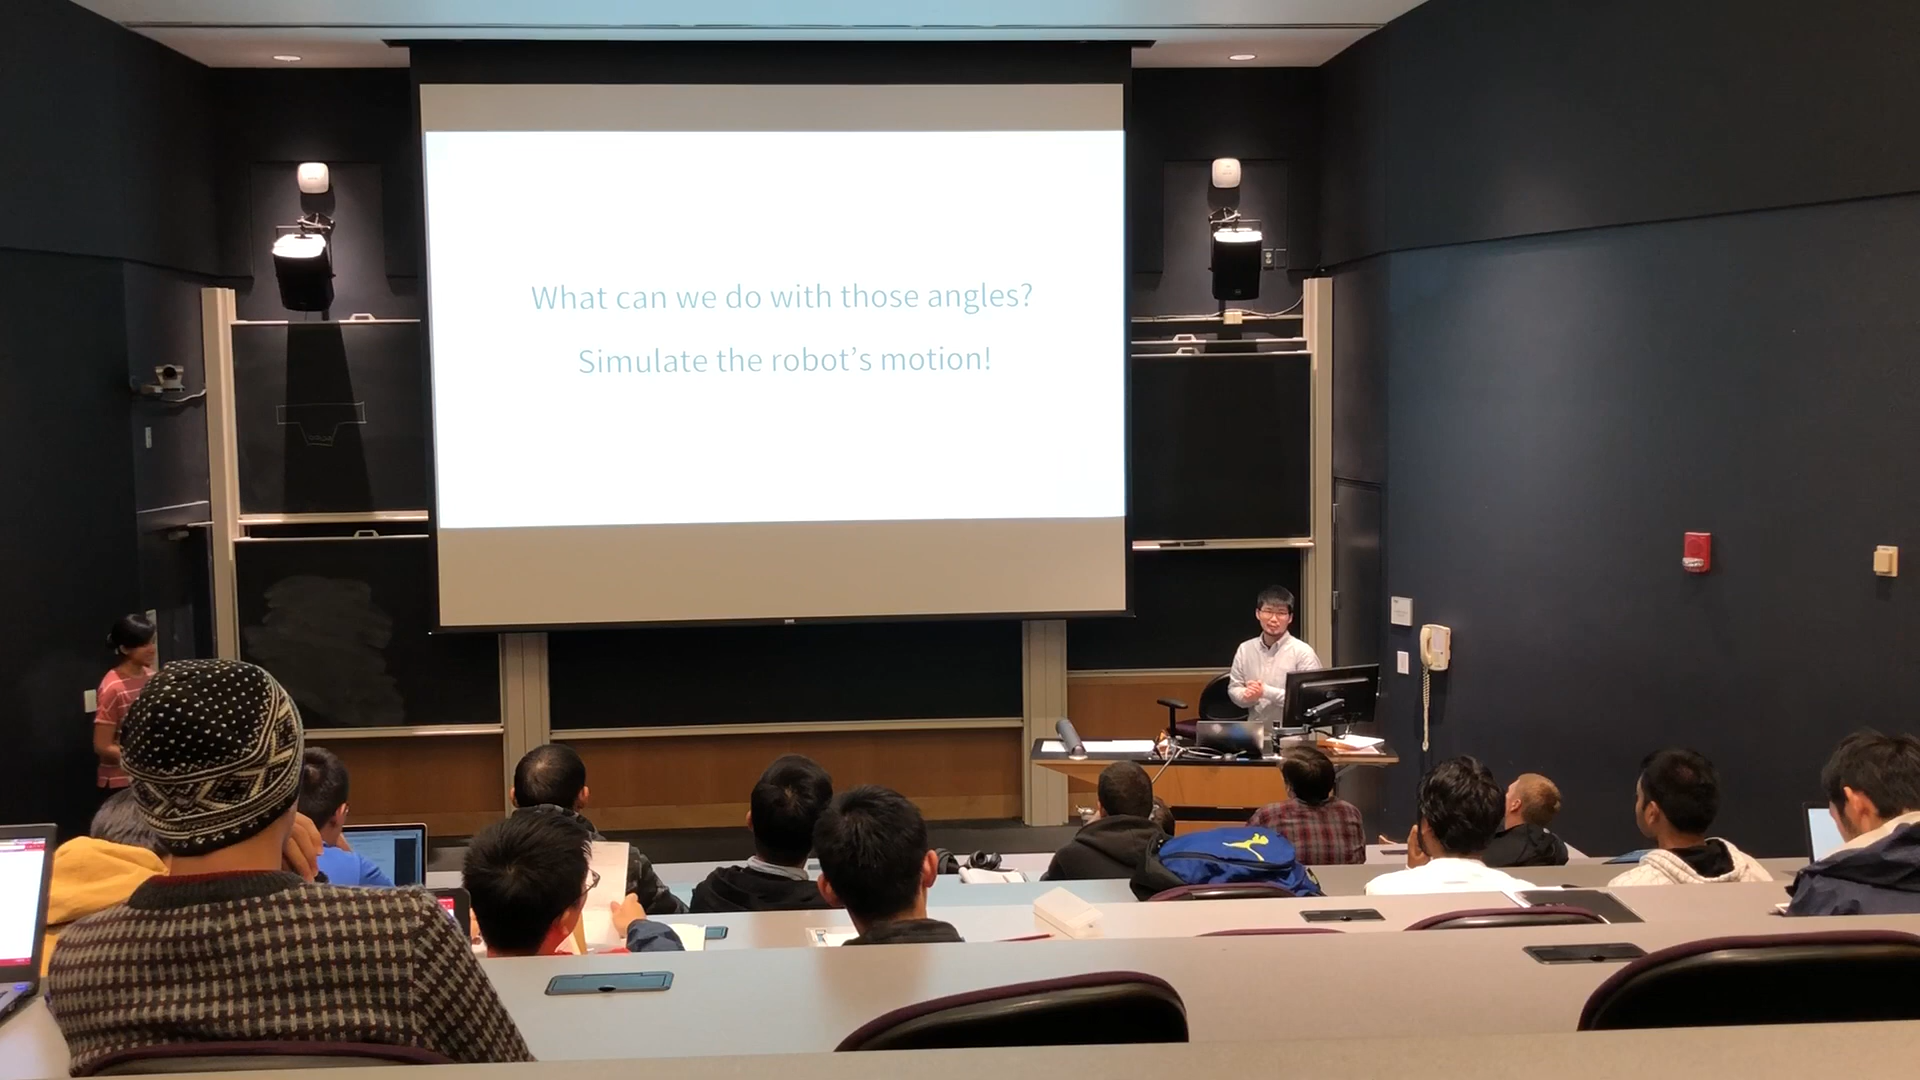 What can we do with those angles?
Simulate the robot's motion!